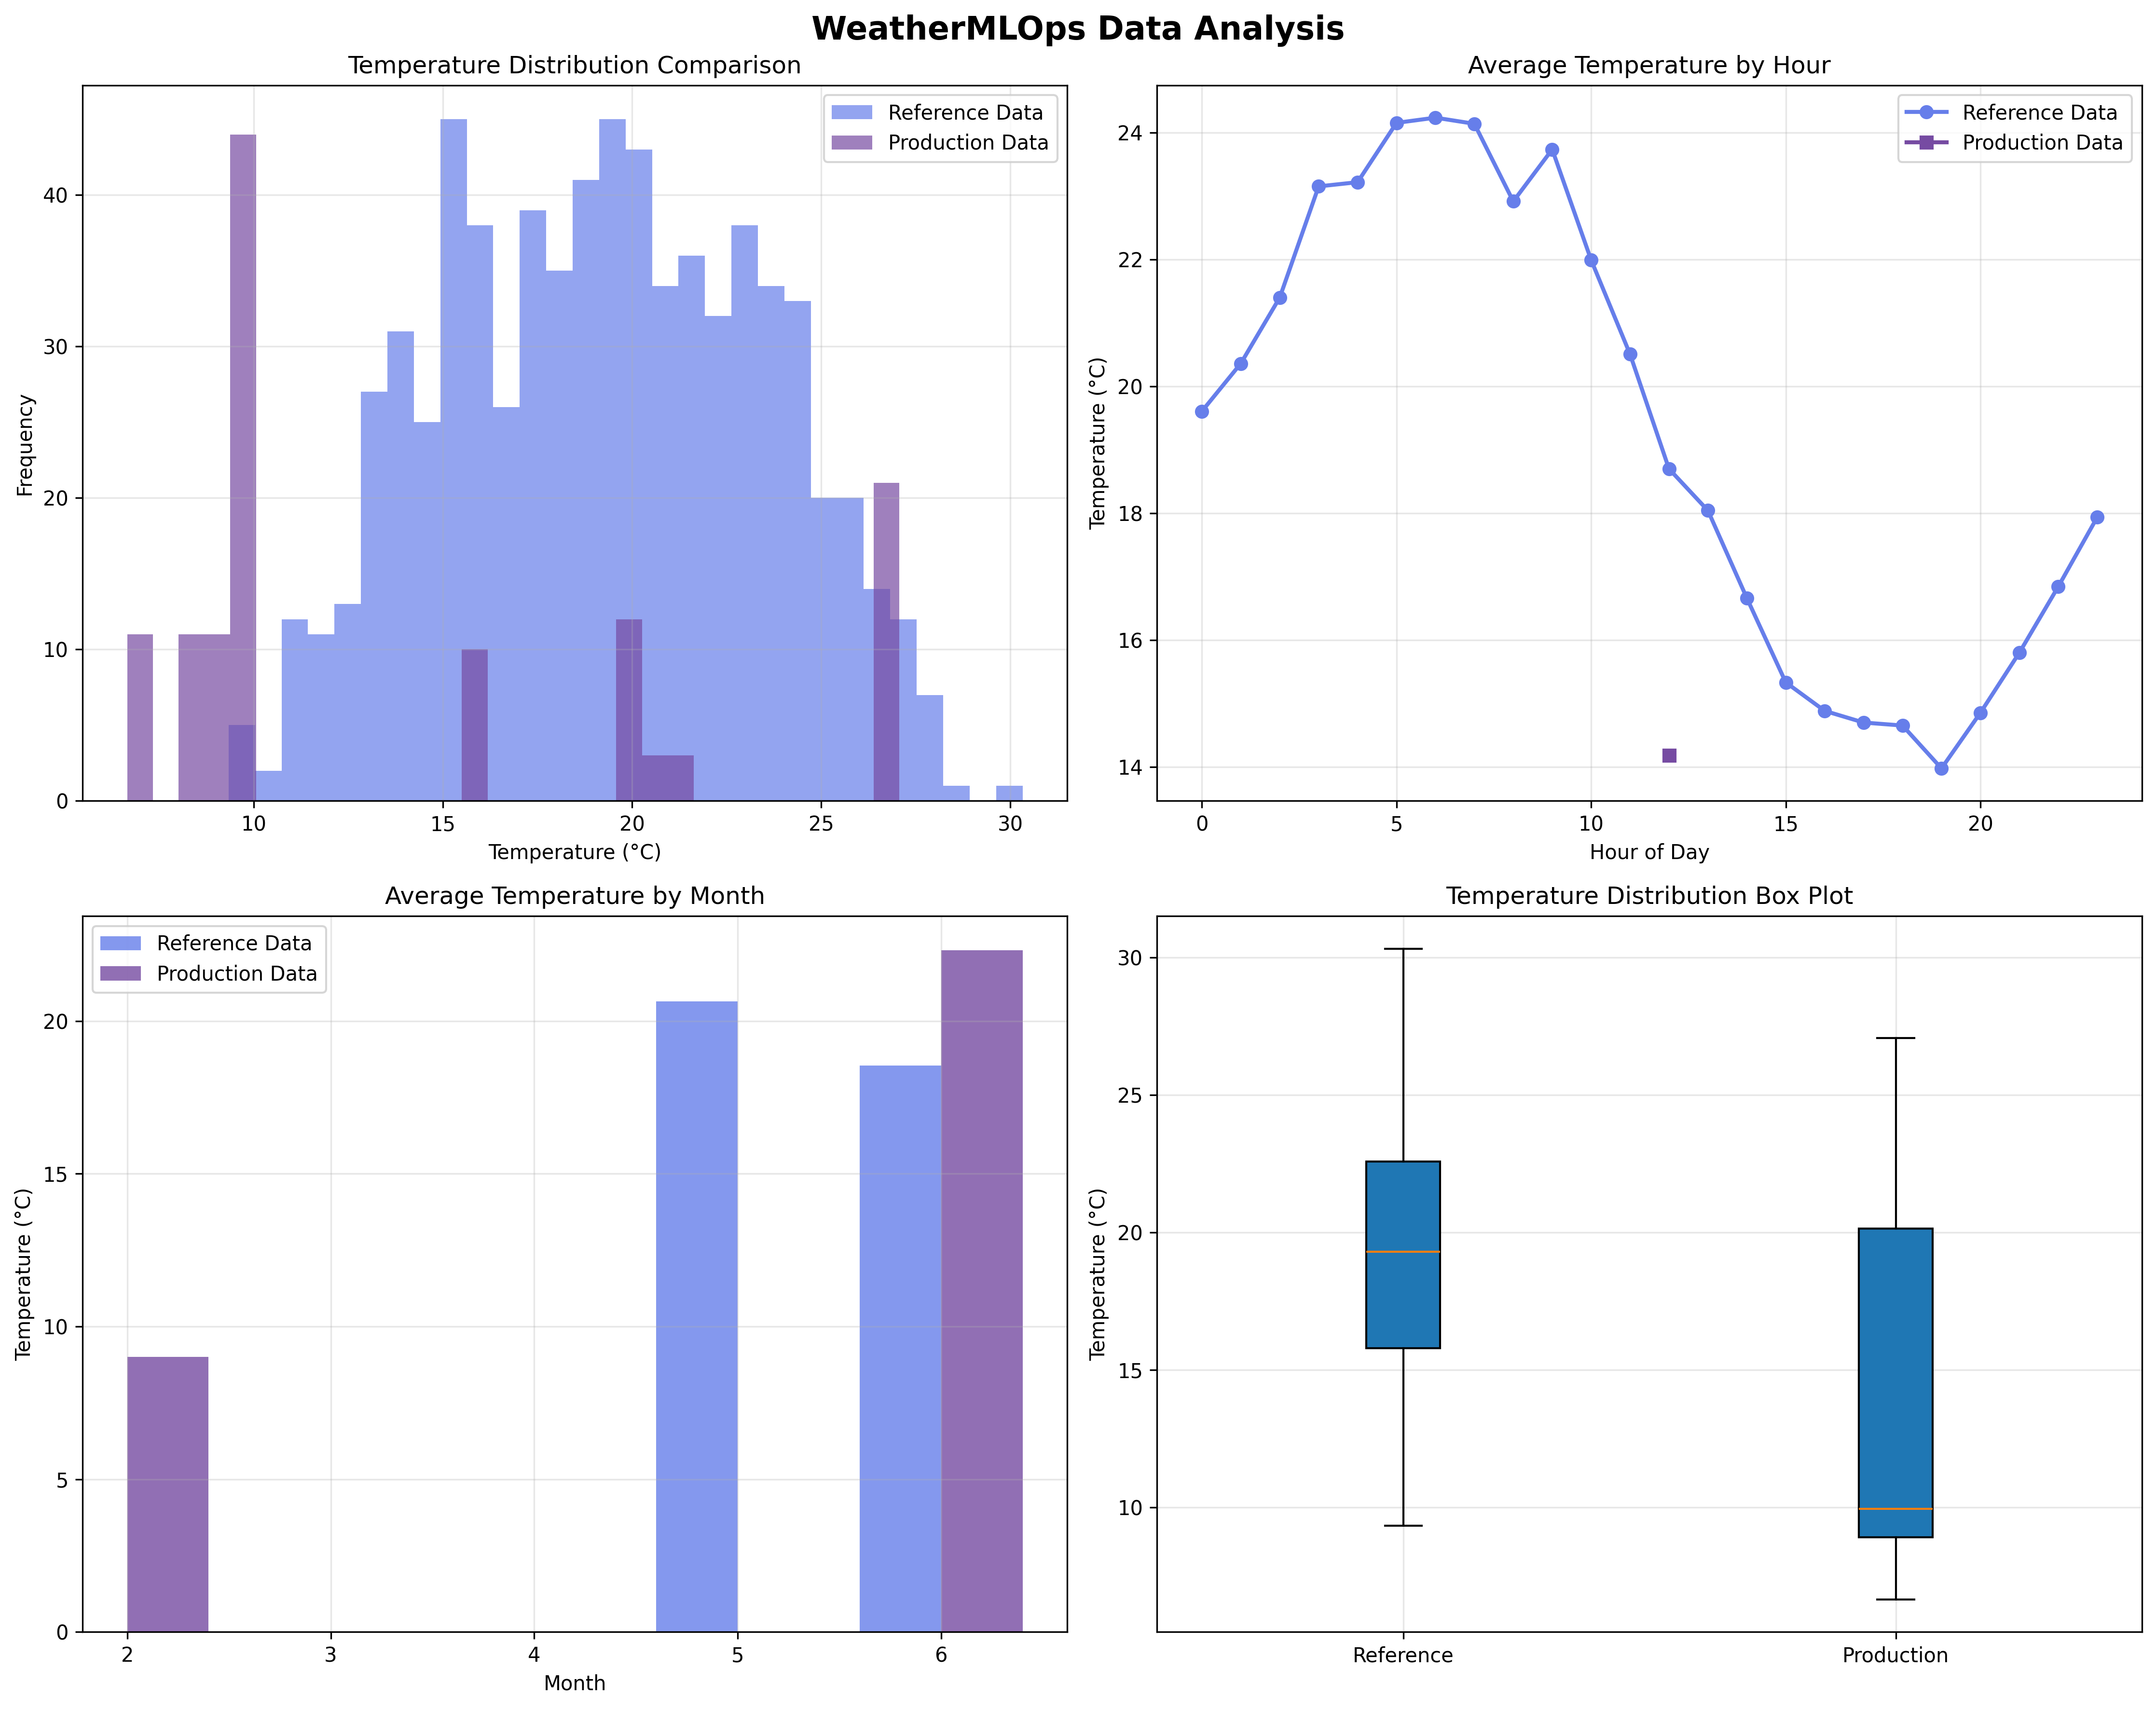 WeatherMLOps Data Analysis
Temperature Distribution Comparison
Reference Data
Production Data
Frequency
40
30
20
10
0
10
15
20
25
30
Temperature (°C)
Average Temperature by Hour
Reference Data
Production Data
Temperature (°C)
24
22
20
18
16
14
0
5
10
15
20
Hour of Day
Average Temperature by Month
Reference Data
Production Data
Temperature (°C)
20
15
10
5
0
2
3
4
5
6
Month
Temperature Distribution Box Plot
Temperature (°C)
30
25
20
15
10
Reference
Production